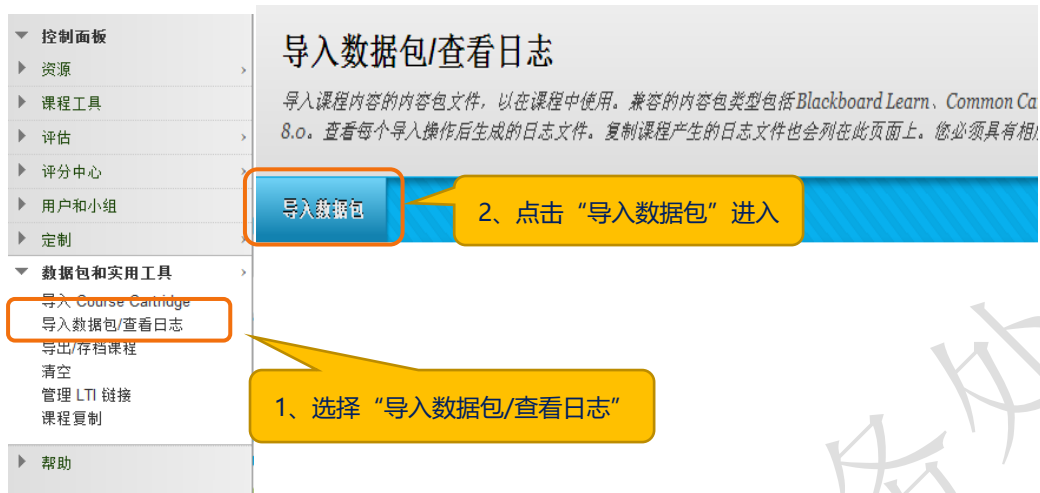 控制面板
资源
课程工具
评估
评分中心
用户和小组
定制
数据包和实用工具
导入 Course Cartridge
导入数据包/查看日志
导出/存档课程
清空
管理 LTI 链接
课程复制
帮助
导入数据包/查看日志
导入课程内容的内容包文件，以在课程中使用。兼容的内容包类型包括Blackboard Learn、Common Ca
8.0。查看每个导入操作后生成的日志文件。复制课程产生的日志文件也会列在此页面上。您必须具有相应
导入数据包
2、点击“导入数据包”进入
1、选择“导入数据包/查看日志”
务处